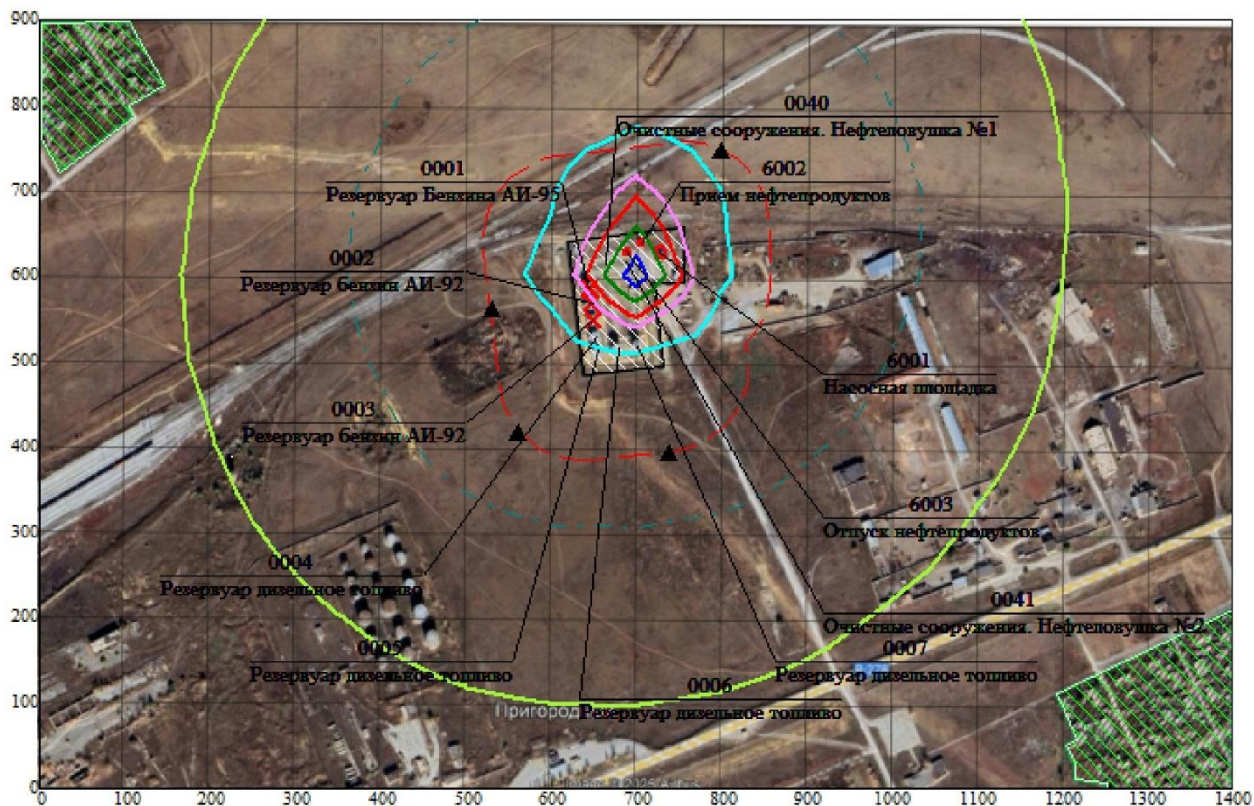 900
800
700
600
500
400
300
200
100
0
0040
Очистные сооружения. Нефтеловушка №1
0001
Резервуар Бензина АИ-95
6002
Прием нефтепродуктов
0002
Резервуар бензин АИ-92
6001
Насосная площадка
0003
Резервуар бензин АИ-92
6003
Отпуск нефтепродуктов
0004
Резервуар дизельное топливо
0041
Очистные сооружения. Нефтеловушка №2
0005
Резервуар дизельное топливо
0007
Резервуар дизельное топливо
0006
Резервуар дизельное топливо
Пригород
0 100 200 300 400 500 600 700 800 900 1000 1100 1200 1300 1400